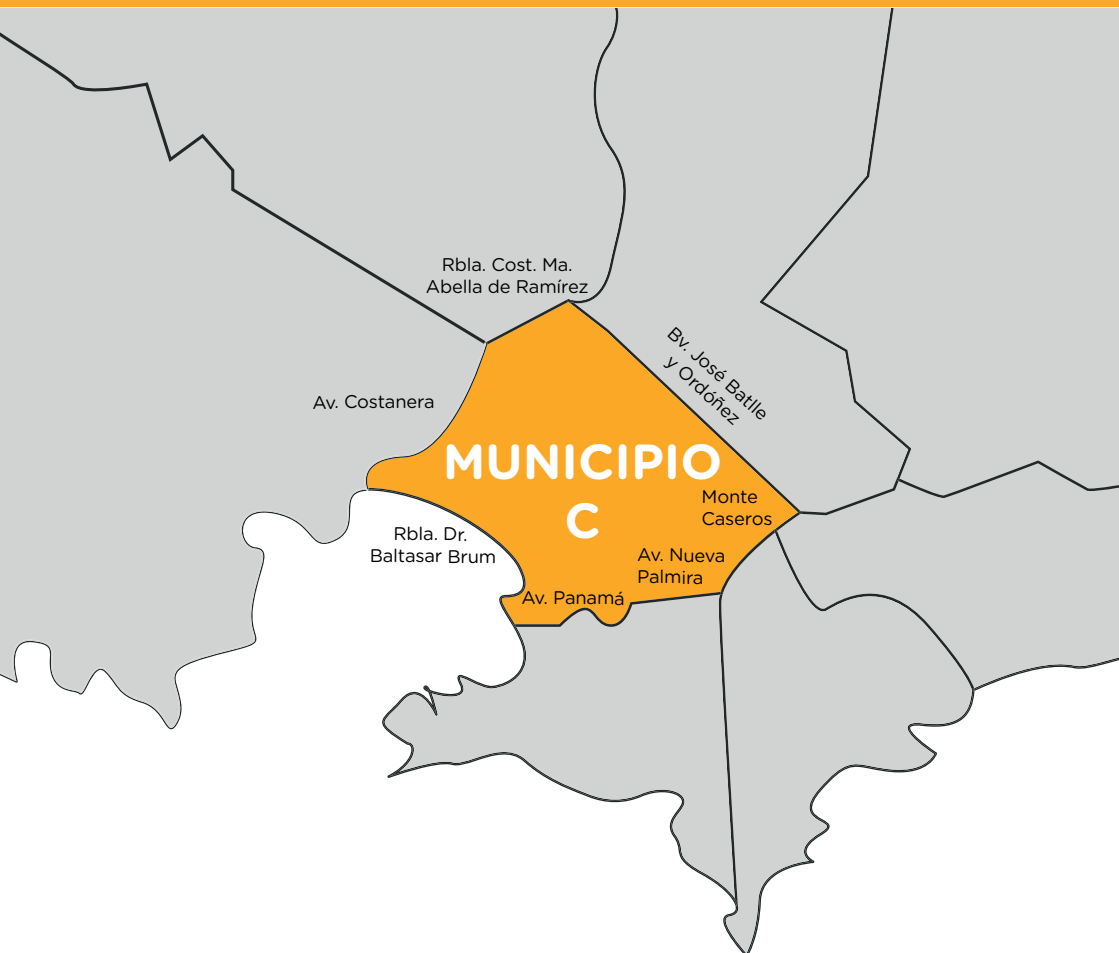 Rbla. Cost. Ma.
Abella de Ramírez
Bv. José Batlle
y Ordóñez
Av. Costanera
MUNICIPIO
C
Monte
Caseros
Rbla. Dr.
Baltasar Brum
Av. Nueva
Palmira
Av. Panamá